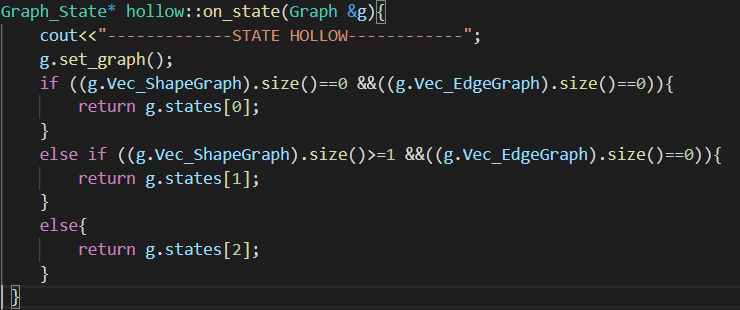 Graph_State* hollow::on_state(Graph &g){
    cout<<"-------------STATE HOLLOW------------";
    g.set_graph();
    if ((g.Vec_ShapeGraph).size()==0 &&((g.Vec_EdgeGraph).size()==0)){
        return g.states[0];
    }
    else if ((g.Vec_ShapeGraph).size()>=1 &&((g.Vec_EdgeGraph).size()==0)){
        return g.states[1];
    }
    else{
        return g.states[2];
    }
}